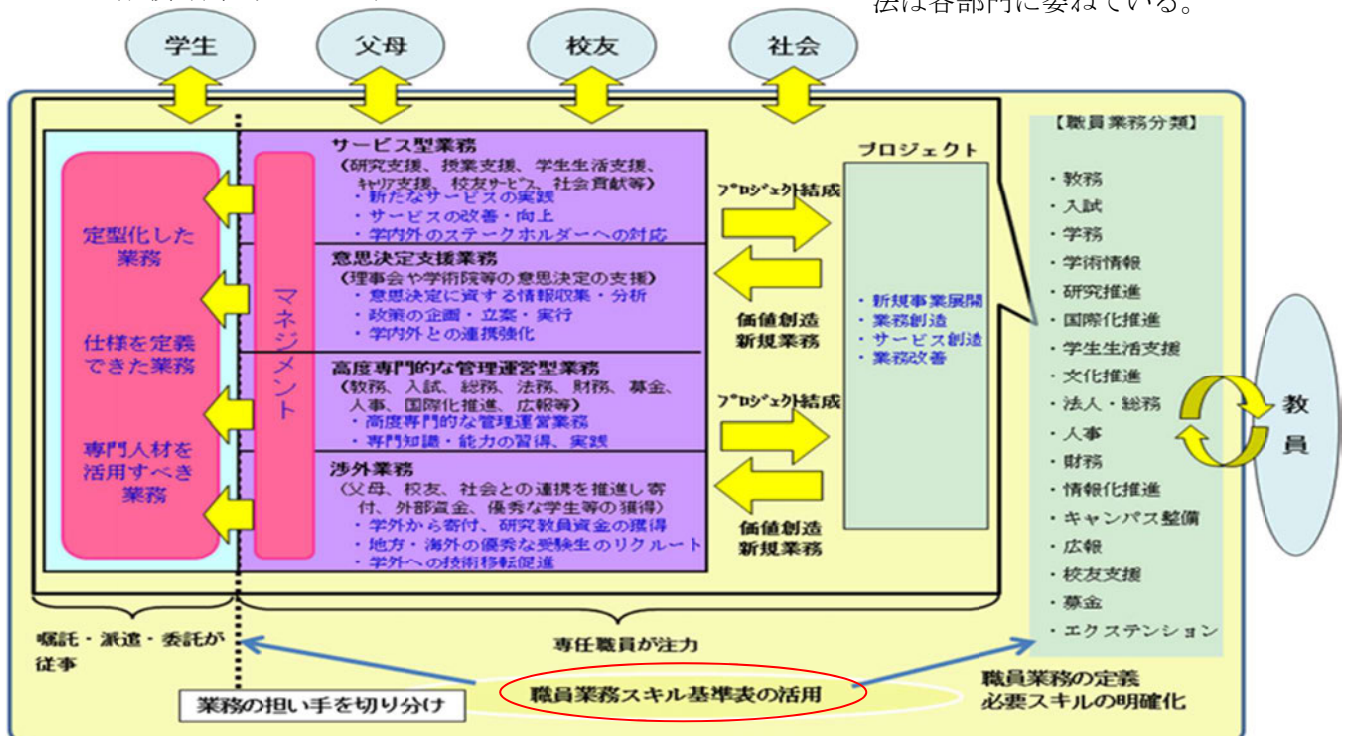 法は各部門に委ねている。
学生
父母
校友
社会
サービス型業務
(研究支援、授業支援、学生生活支援、
ｷｬﾘｱ支援、校友ｻｰﾋﾞｽ、社会貢献等)
・新たなサービスの実践
・サービスの改善・向上
・学内外のステークホルダーへの対応
意思決定支援業務
(理事会や学術院等の意思決定の支援)
・意思決定に資する情報収集・分析
・政策の企画・立案・実行
・学内外との連携強化
高度専門的な管理運営型業務
(教務、入試、総務、法務、財務、募金、
人事、国際化推進、広報等)
・高度専門的な管理運営業務
・専門知識・能力の習得、実践
渉外業務
(父母、校友、社会との連携を推進し寄
付、外部資金、優秀な学生等の獲得)
・学外から寄付、研究教員資金の獲得
・地方・海外の優秀な受験生のリクルート
・学外への技術移転促進
マネジメント
定型化した
業務
仕様を定義
できた業務
専門人材を
活用すべき
業務
ﾌﾟﾛｼﾞｪｸﾄ結成
価値創造
新規業務
ﾌﾟﾛｼﾞｪｸﾄ結成
価値創造
新規業務
プロジェクト
・新規事業展開
・業務創造
・サービス創造
・業務改善
【職員業務分類】
・教務
・入試
・学務
・学術情報
・研究推進
・国際化推進
・学生生活支援
・文化推進
・法人・総務
・人事
・財務
・情報化推進
・キャンパス整備
・広報
・校友支援
・募金
・エクステンション
教員
嘱託・派遣・委託が
従事
専任職員が注力
業務の担い手を切り分け
職員業務スキル基準表の活用
職員業務の定義
必要スキルの明確化